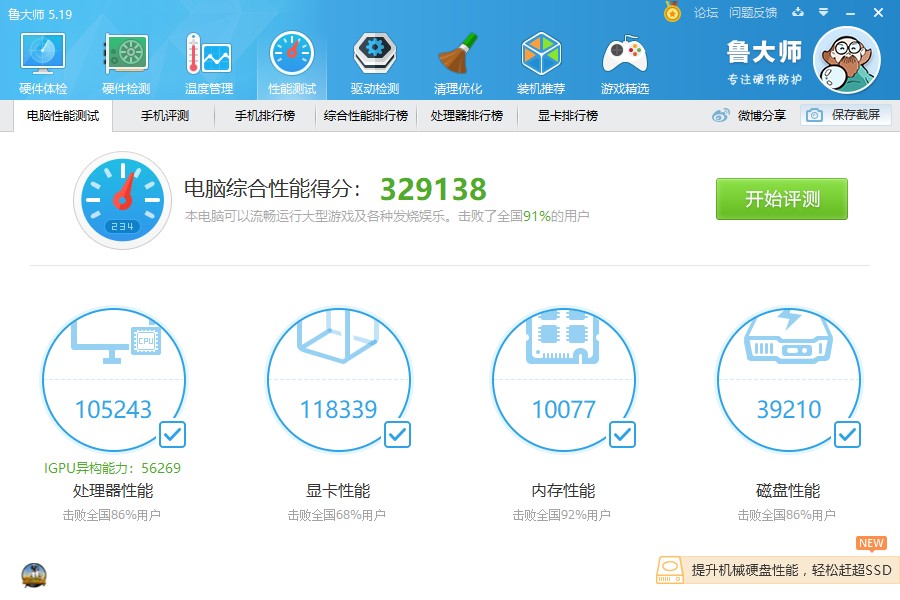 鲁大师 5.19
论坛 问题反馈
硬件体检 硬件检测 温度管理 性能测试 驱动检测 清理优化 装机推荐 游戏精选
鲁大师
专注硬件防护
电脑性能测试 手机评测 手机排行榜 综合性能排行榜 处理器排行榜 显卡排行榜 微博分享 保存截屏
电脑综合性能得分： 329138
本电脑可以流畅运行大型游戏及各种发烧娱乐。击败了全国91%的用户
开始评测
234
CPU
105243 118339 10077 39210
IGPU异构能力：56269
处理器性能 显卡性能 内存性能 磁盘性能
击败全国86%用户 击败全国68%用户 击败全国92%用户 击败全国86%用户
NEW
提升机械硬盘性能，轻松赶超SSD